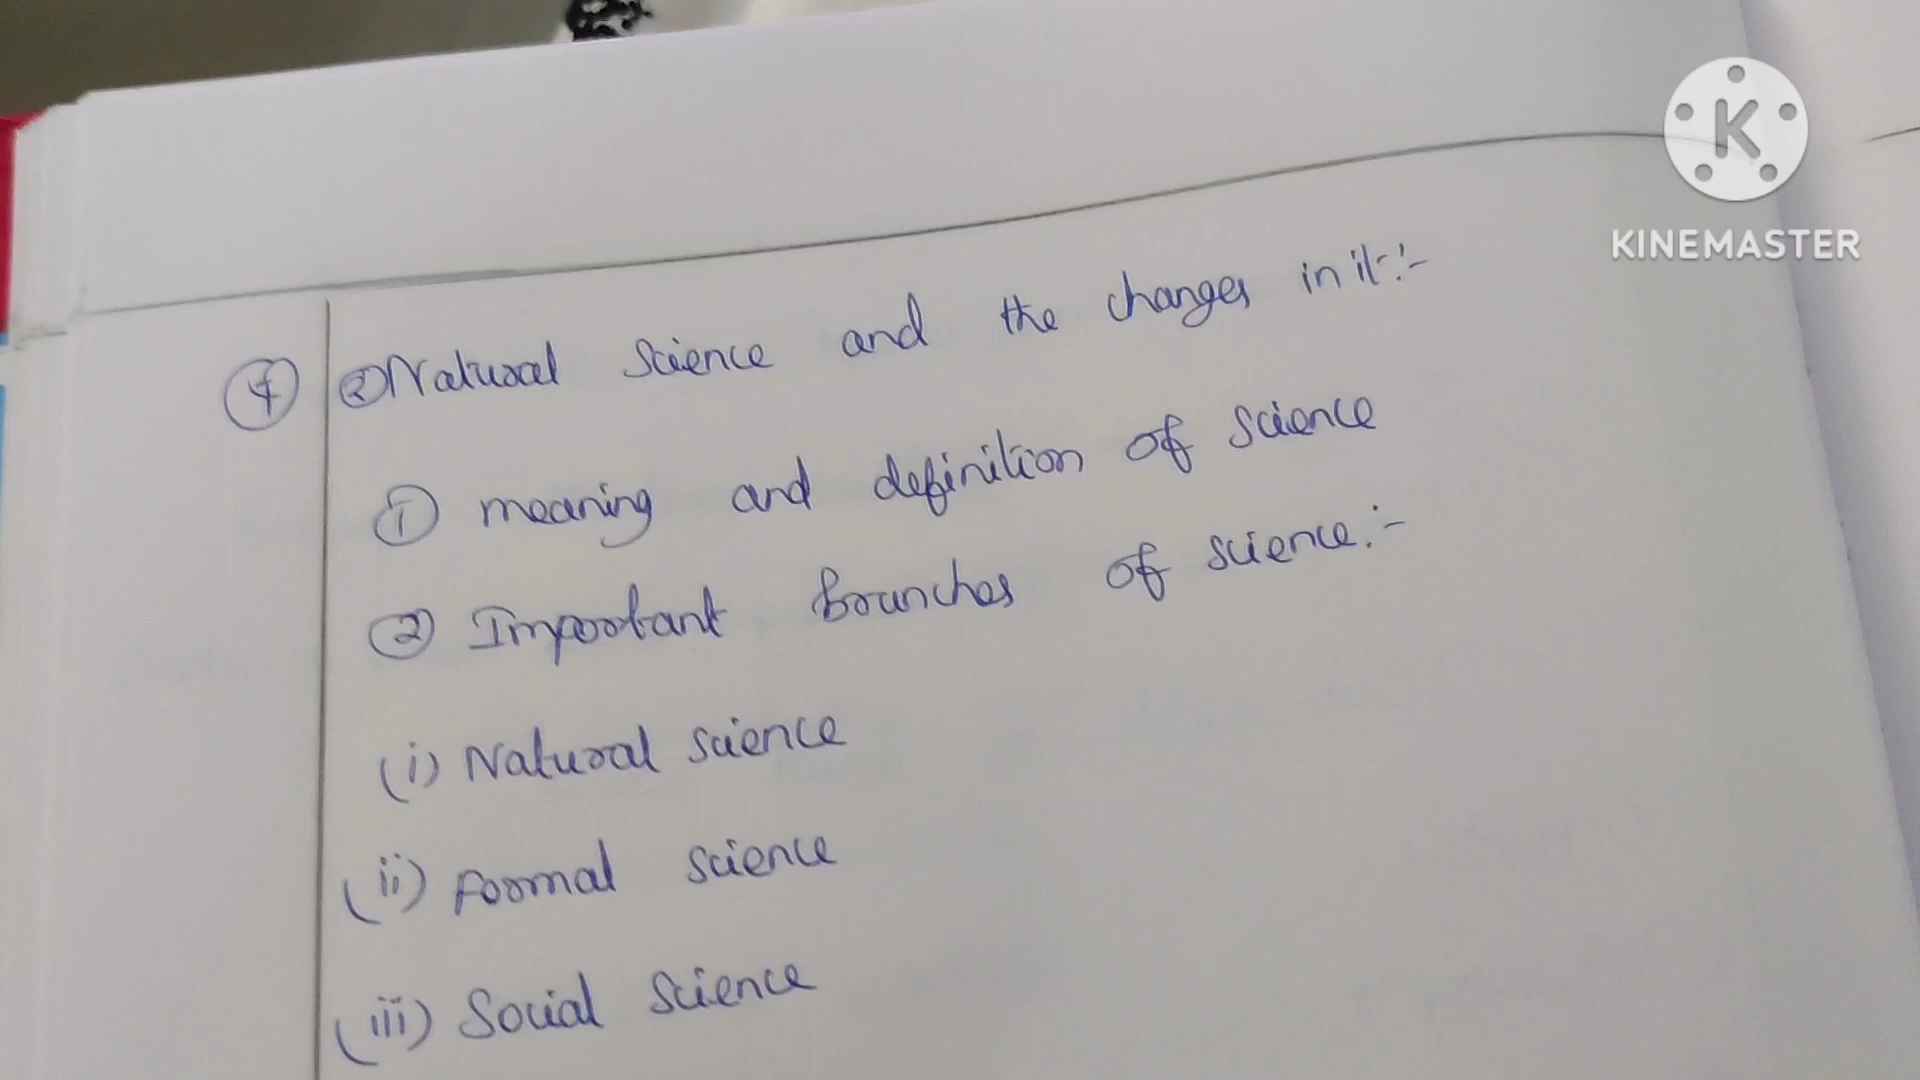 KINEMASTER
④ ② Natural Science and the changes in it:-
① meaning and definition of science
② Important branches of science:-
(i) Natural science
(ii) Formal science
(iii) Social Science